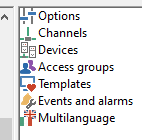 Options
Channels
Devices
Access groups
Templates
Events and alarms
Multilanguage